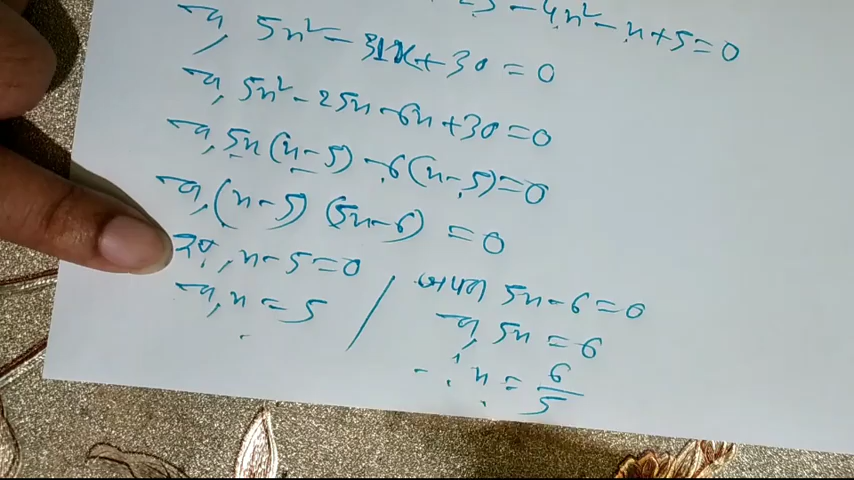 - 4x² - x + 5 = 0
বা, 5x² - 31x + 30 = 0
বা, 5x² - 25x - 6x + 30 = 0
বা, 5x(x - 5) - 6(x - 5) = 0
বা, (x - 5) (5x - 6) = 0
হয়, x - 5 = 0
বা, x = 5
অথবা 5x - 6 = 0
বা, 5x = 6
∴ x = 6/5